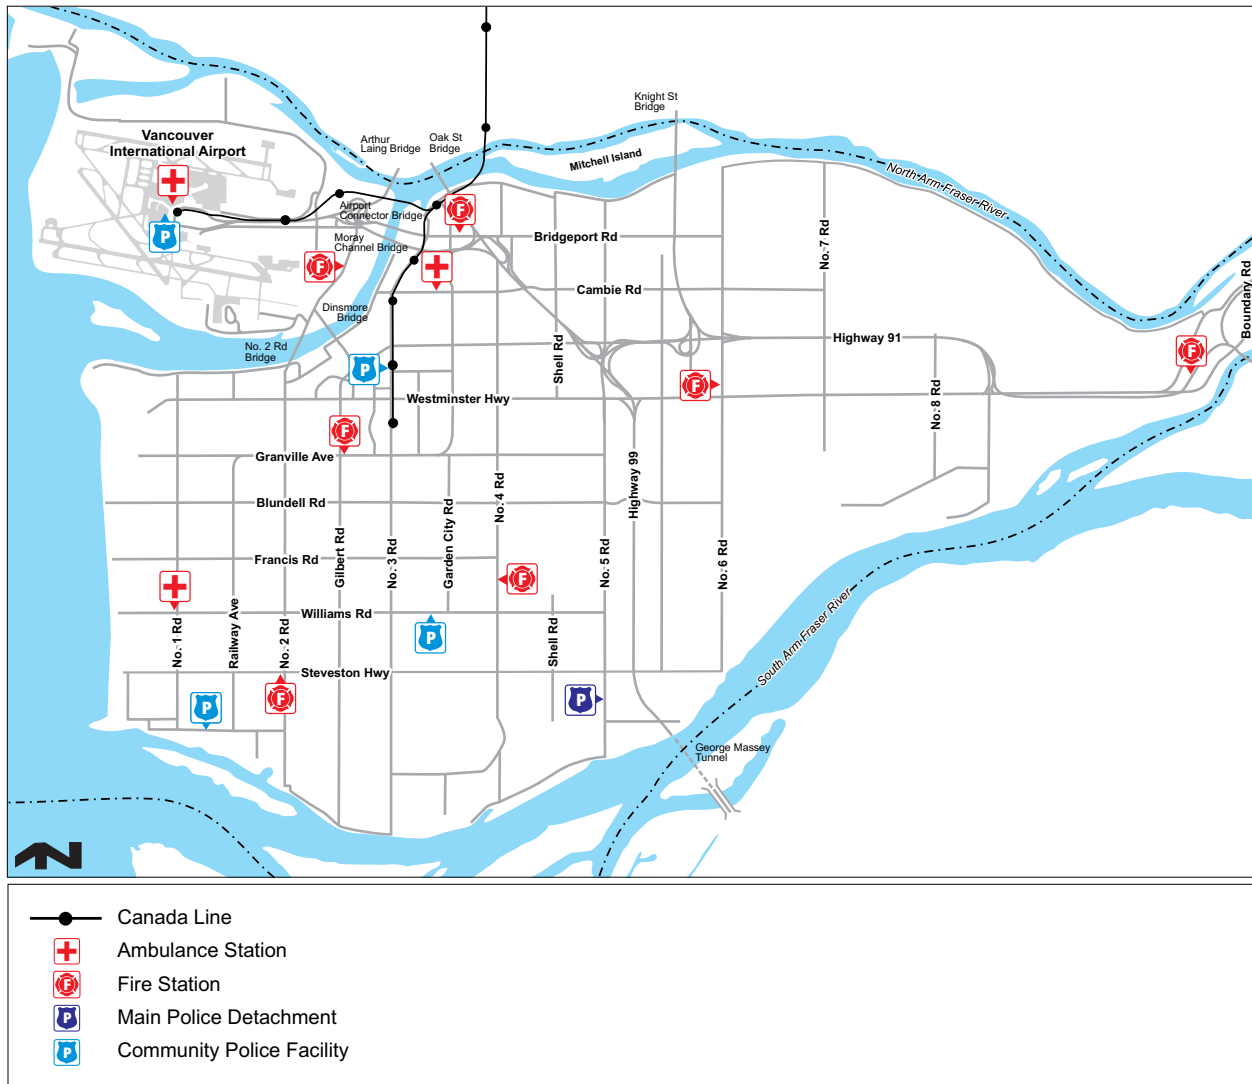 Knight St
Bridge
Vancouver
International Airport
Arthur
Laing Bridge
Oak St
Bridge
Mitchell Island
North Arm Fraser River
Airport
Connector Bridge
F
P
Moray
Channel Bridge
Bridgeport Rd
No. 7 Rd
F
Boundary Rd
Cambie Rd
Dinsmore
Bridge
No. 2 Rd
Bridge
Highway 91
Shell Rd
F
P
F
Westminster Hwy
No. 8 Rd
F
Granville Ave
Highway 99
Blundell Rd
No. 4 Rd
Garden City Rd
Francis Rd
Gilbert Rd
No. 3 Rd
No. 5 Rd
No. 6 Rd
F
Williams Rd
South Arm Fraser River
No. 1 Rd
Railway Ave
No. 2 Rd
P
Shell Rd
Steveston Hwy
P
F
P
George Massey
Tunnel
N
Canada Line
Ambulance Station
F
Fire Station
P
Main Police Detachment
P
Community Police Facility